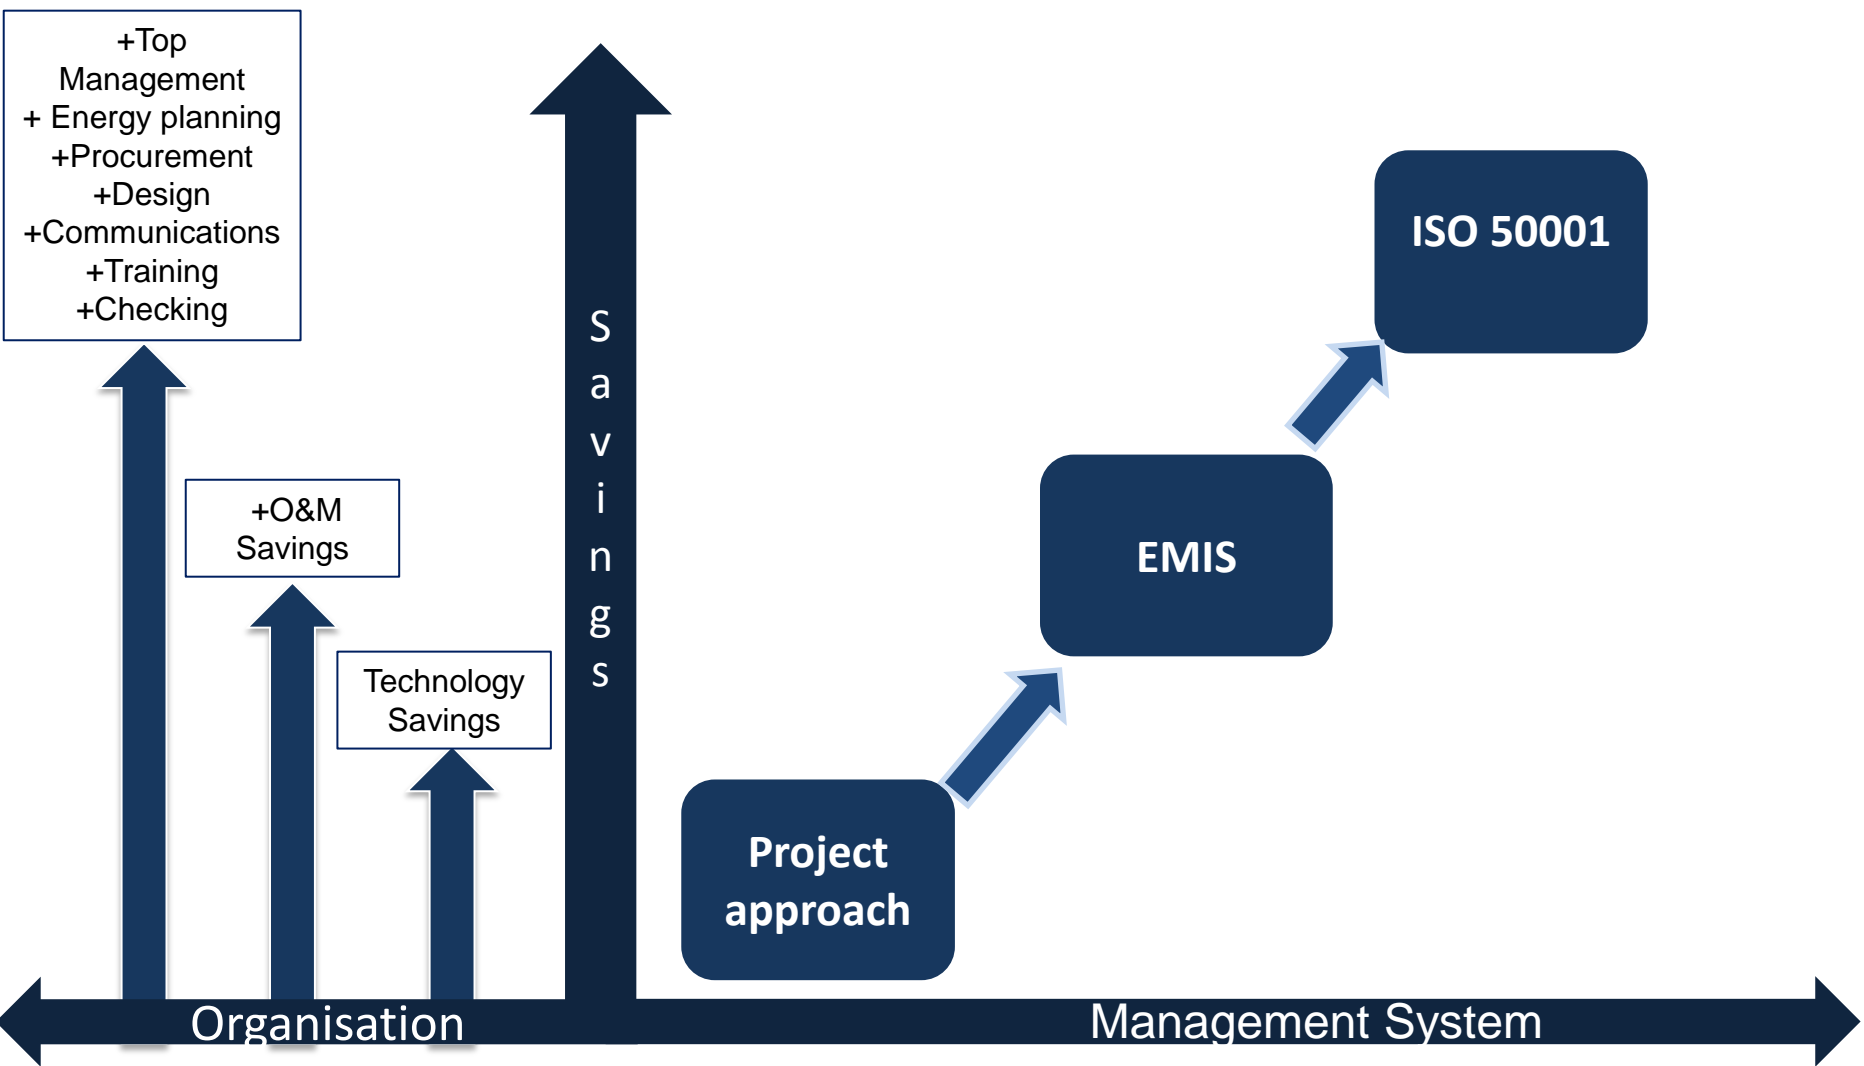 +Top
Management
+ Energy planning
+Procurement
+Design
+Communications
+Training
+Checking
+O&M
Savings
Technology
Savings
Savings
ISO 50001
EMIS
Project
approach
Organisation
Management System